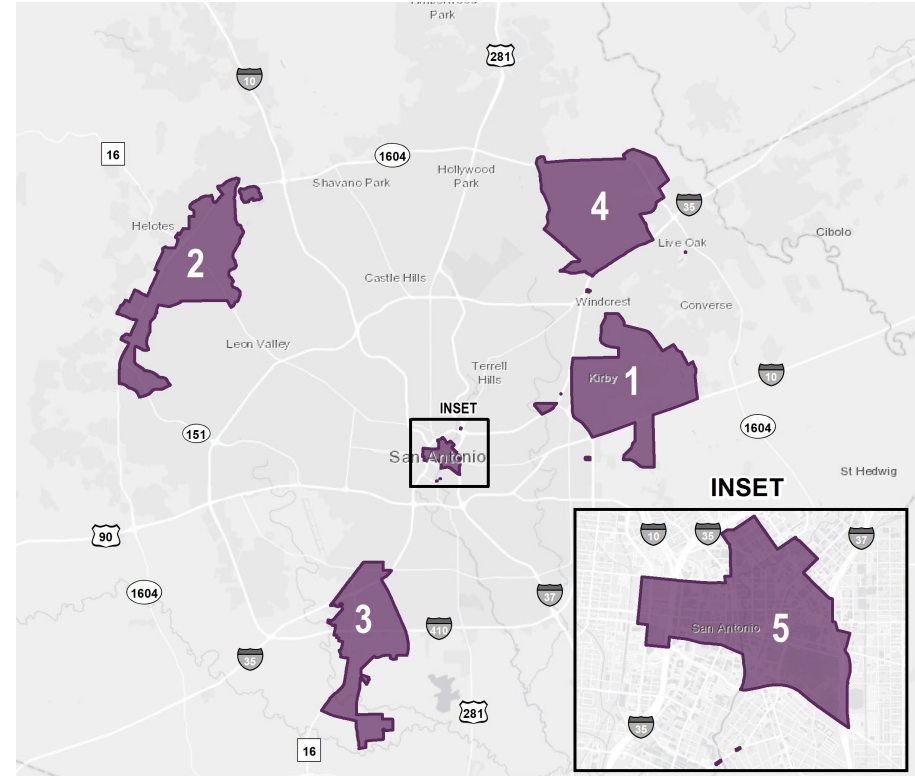 Park
281
10
16
1604
Hollywood
Park
Shavano Park
4
35
Helotes
Cibolo
Live Oak
2
Castle Hills
Windcrest
Converse
Leon Valley
Terrell
Hills
Kirby
1
10
INSET
1604
151
San Antonio
St Hedwig
INSET
90
10
35
37
1604
37
3
410
San Antonio
5
35
281
35
16